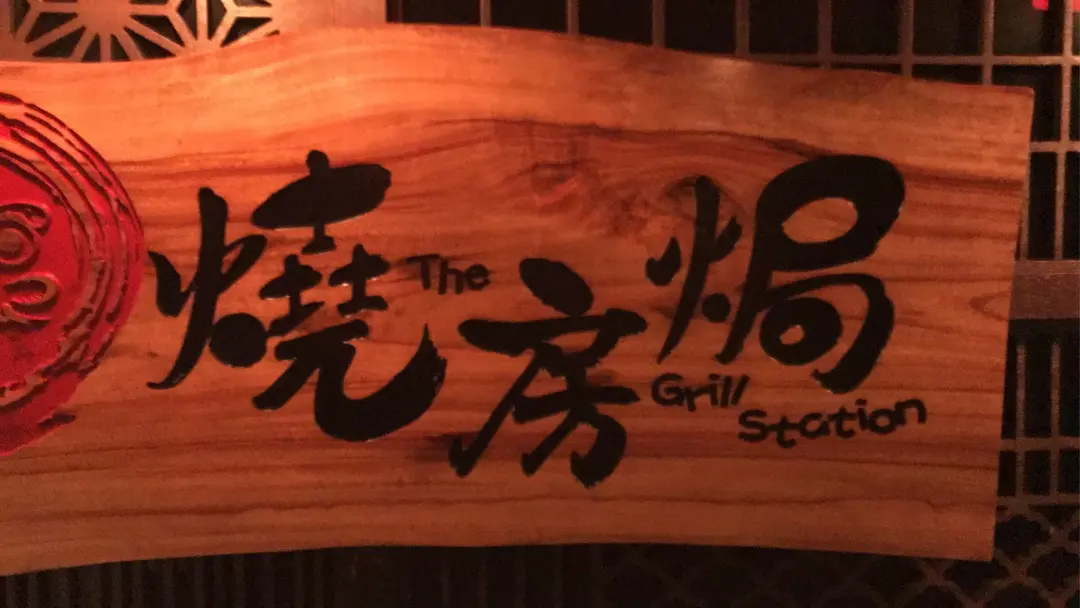 燒房焗
The
Grill
Station